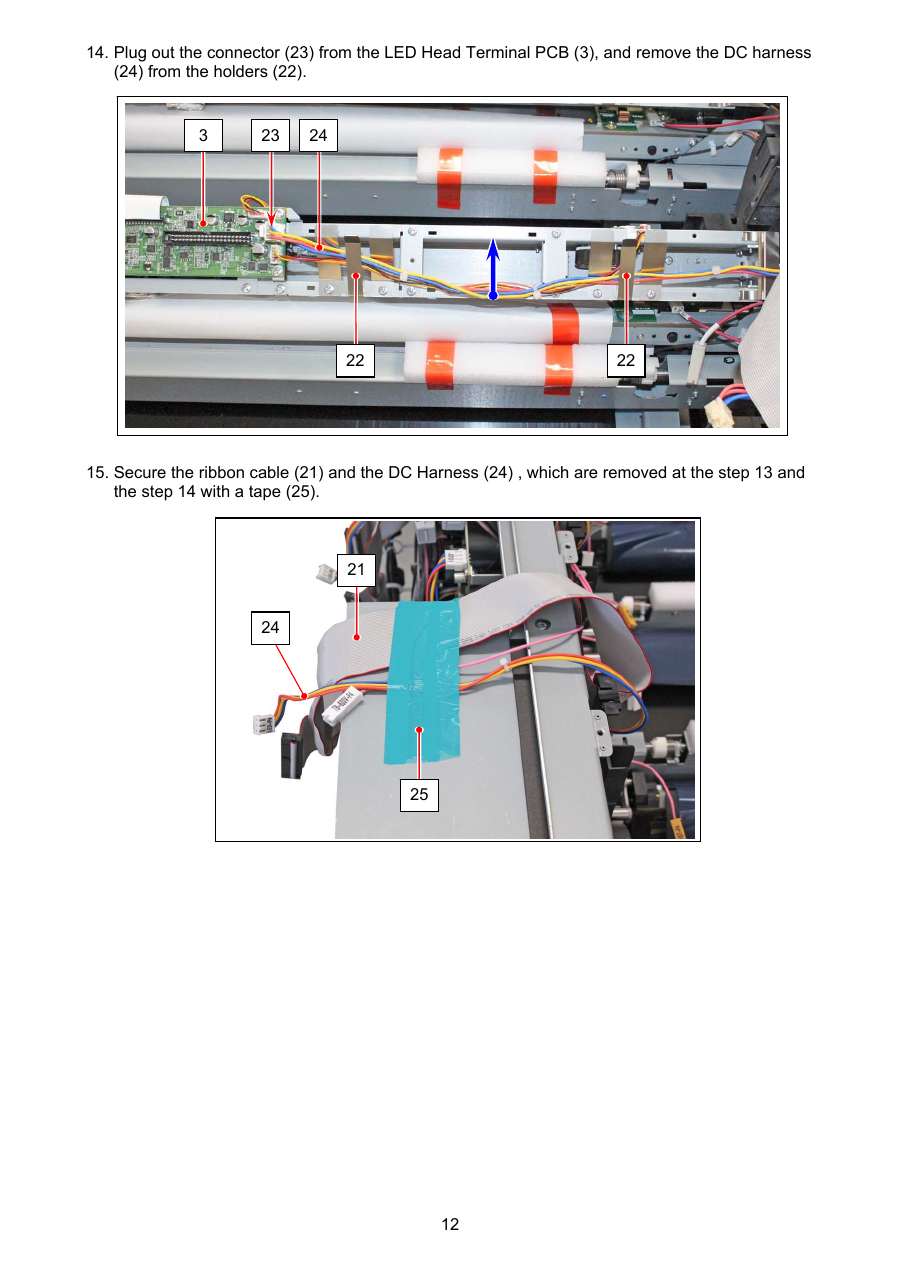 14. Plug out the connector (23) from the LED Head Terminal PCB (3), and remove the DC harness
(24) from the holders (22).
3
23
24
22
22
15. Secure the ribbon cable (21) and the DC Harness (24) , which are removed at the step 13 and
the step 14 with a tape (25).
21
24
25
12